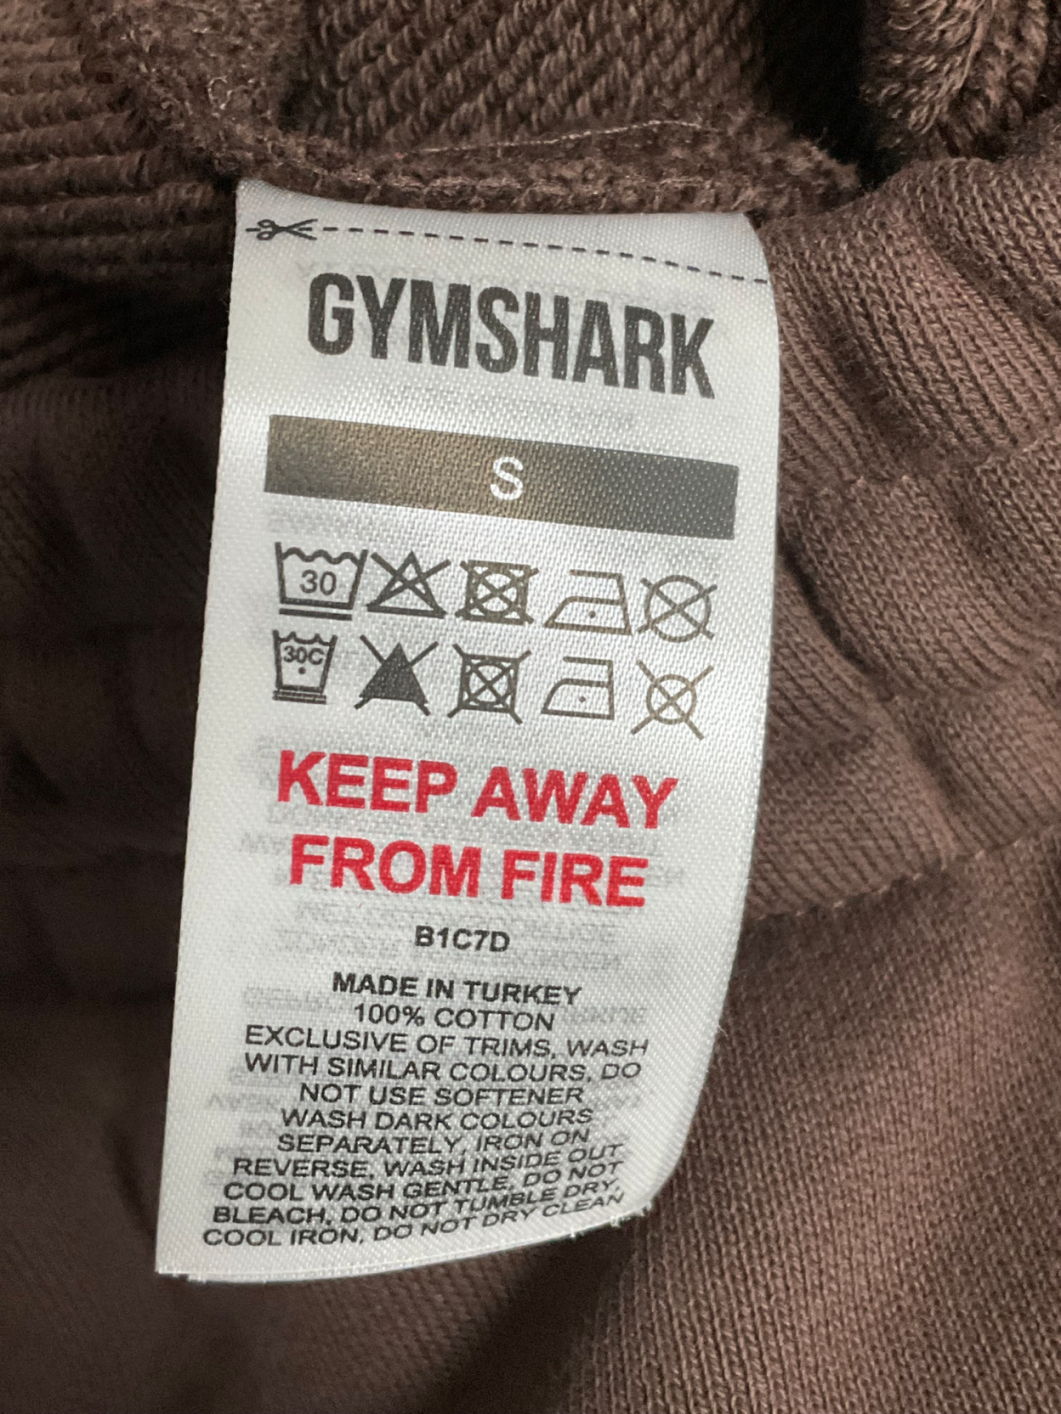 GYMSHARK
S
30
30C
KEEP AWAY
FROM FIRE
B1C7D
MADE IN TURKEY
100% COTTON
EXCLUSIVE OF TRIMS, WASH
WITH SIMILAR COLOURS, DO
NOT USE SOFTENER
WASH DARK COLOURS
SEPARATELY, IRON ON
REVERSE, WASH INSIDE OUT
COOL WASH GENTLE, DO NOT
BLEACH, DO NOT TUMBLE DRY,
COOL IRON, DO NOT DRY CLEAN